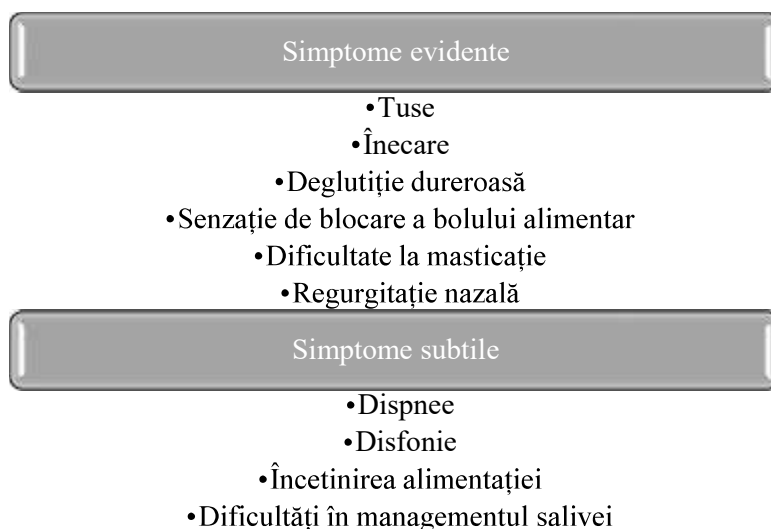 Simptome evidente
•Tuse
•Înecare
•Deglutiție dureroasă
•Senzație de blocare a bolului alimentar
•Dificultate la masticație
•Regurgitație nazală
Simptome subtile
•Dispnee
•Disfonie
•Încetinirea alimentației
•Dificultăți în managementul salivei